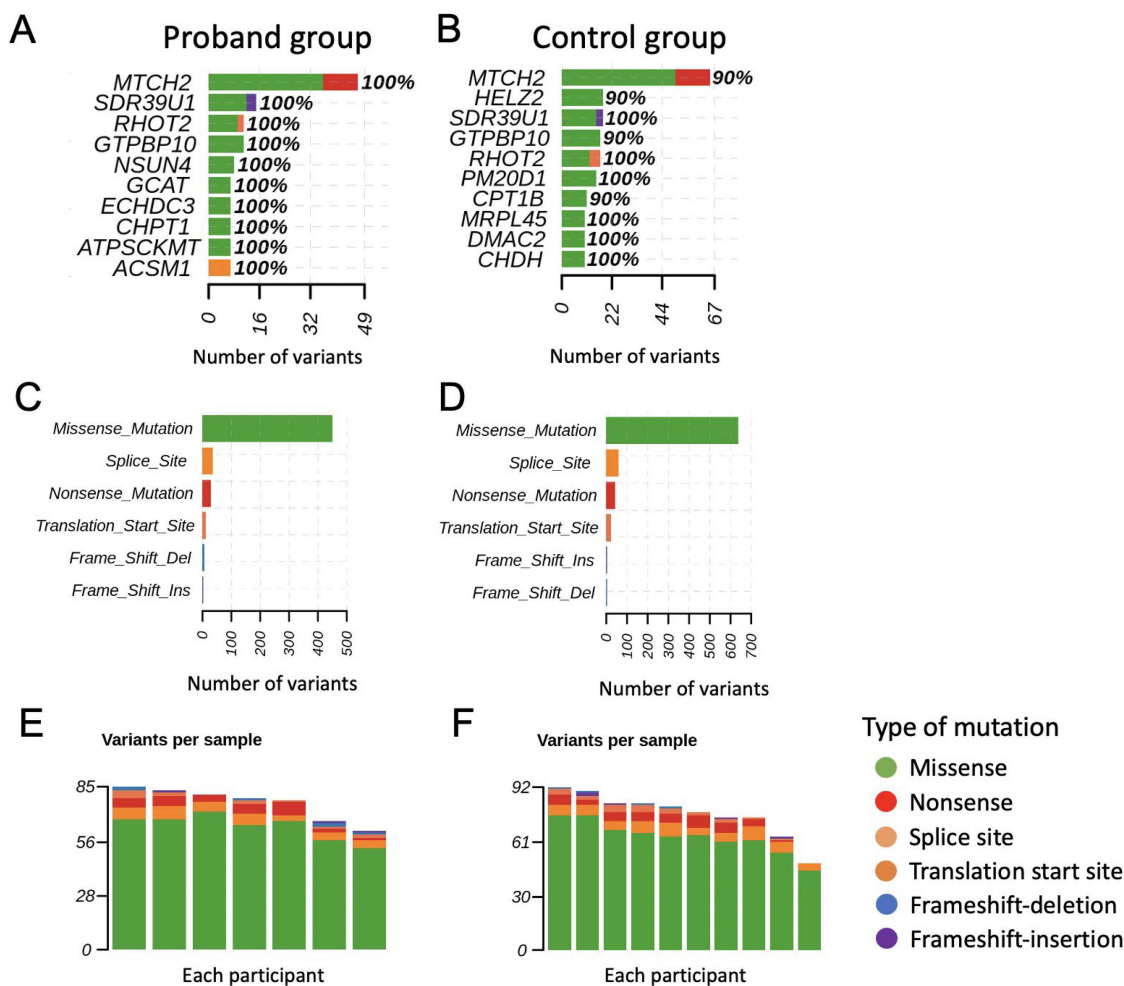 A
Proband group
MTCH2 100%
SDR39U1 100%
RHOT2 100%
GTPBP10 100%
NSUN4 100%
GCAT 100%
ECHDC3 100%
CHPT1 100%
ATPSCKMT 100%
ACSM1 100%
0 16 32 49
Number of variants
B
Control group
MTCH2 90%
HELZ2 90%
SDR39U1 100%
GTPBP10 90%
RHOT2 100%
PM20D1 100%
CPT1B 90%
MRPL45 100%
DMAC2 100%
CHDH 100%
0 22 44 67
Number of variants
C
Missense_Mutation
Splice_Site
Nonsense_Mutation
Translation_Start_Site
Frame_Shift_Del
Frame_Shift_Ins
0 100 200 300 400 500
Number of variants
D
Missense_Mutation
Splice_Site
Nonsense_Mutation
Translation_Start_Site
Frame_Shift_Ins
Frame_Shift_Del
0 100 200 300 400 500 600 700
Number of variants
E
Variants per sample
85
56
28
0
Each participant
F
Variants per sample
92
61
30
0
Each participant
Type of mutation
Missense
Nonsense
Splice site
Translation start site
Frameshift-deletion
Frameshift-insertion